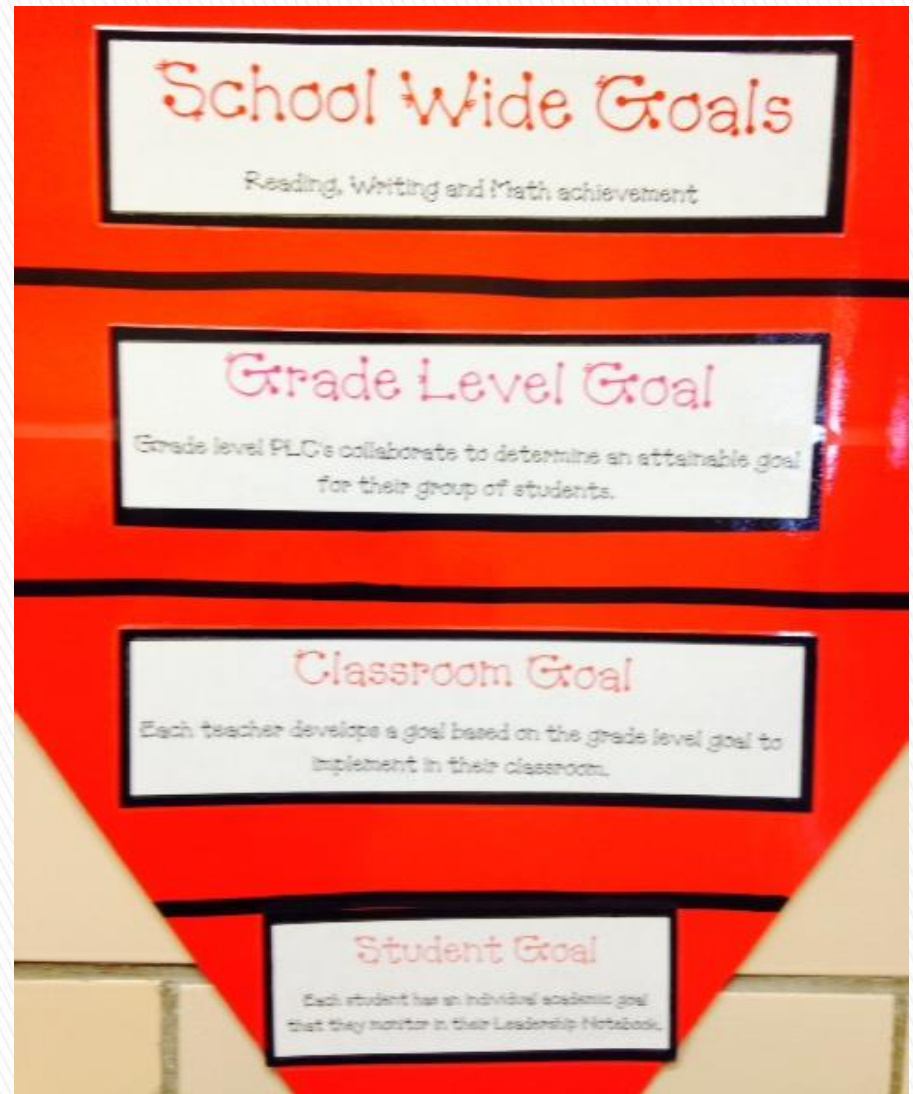 School Wide Goals
Reading, Writing and Math achievement
Grade Level Goal
Grade level PLC's collaborate to determine an attainable goal
for their group of students.
Classroom Goal
Each teacher develops a goal based on the grade level goal to
implement in their classroom.
Student Goal
Each student has an individual academic goal
that they monitor in their Leadership Notebook.